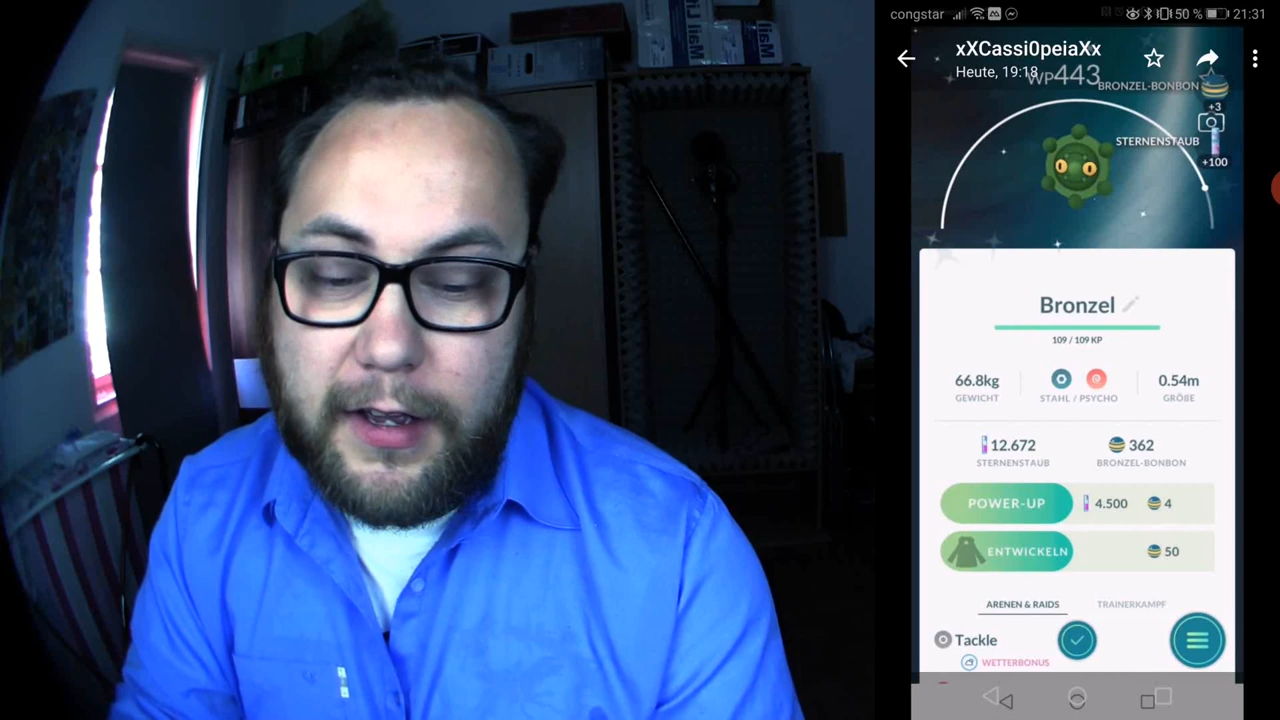 congstar 50 % 21:31
xXCassi0peiaXx
Heute, 19:18
WP443
BRONZEL-BONBON
+3
STERNENSTAUB
+100
Bronzel
109 / 109 KP
66.8kg
GEWICHT
STAHL / PSYCHO
0.54m
GRÖßE
12.672
STERNENSTAUB
362
BRONZEL-BONBON
POWER-UP 4.500 4
ENTWICKELN 50
ARENEN & RAIDS TRAINERKAMPF
Tackle
WETTERBONUS
Mail